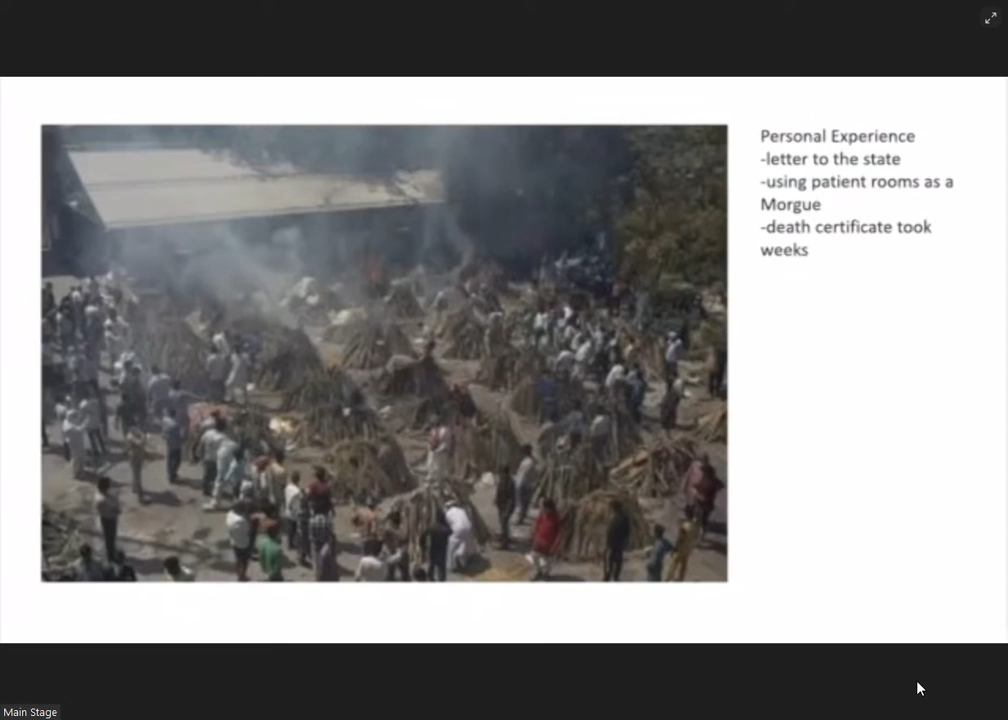 Personal Experience
-letter to the state
-using patient rooms as a
Morgue
-death certificate took
weeks
Main Stage